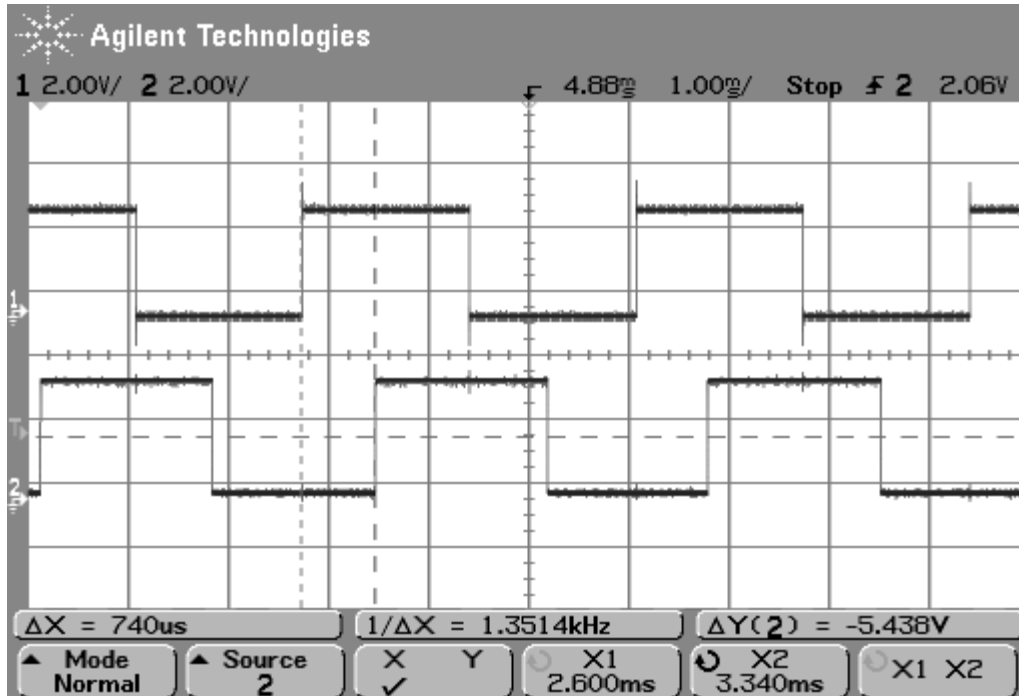 Agilent Technologies
1 2.00V/ 2 2.00V/ 4.88ms 1.00ms/ Stop 2 2.06V
1
T
2
ΔX = 740us 1/ΔX = 1.3514kHz ΔY(2) = -5.438V
Mode Source X Y X1 X2 X1 X2
Normal 2 ✓ 2.600ms 3.340ms